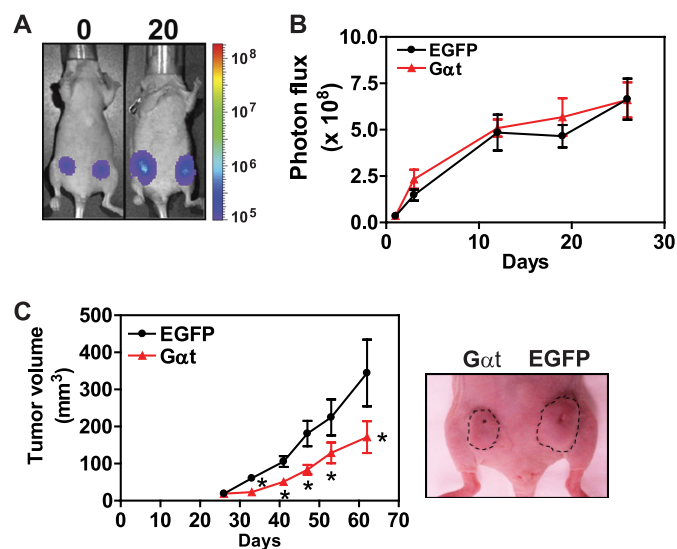 A
0 20
10⁸
10⁷
10⁶
10⁵
B
Photon flux
(x 10⁸)
10.0
7.5
5.0
2.5
0.0
EGFP
Gαt
0 10 20 30
Days
C
Tumor volume
(mm³)
500
400
300
200
100
0
EGFP
Gαt
* * * * *
0 10 20 30 40 50 60 70
Days
Gαt EGFP